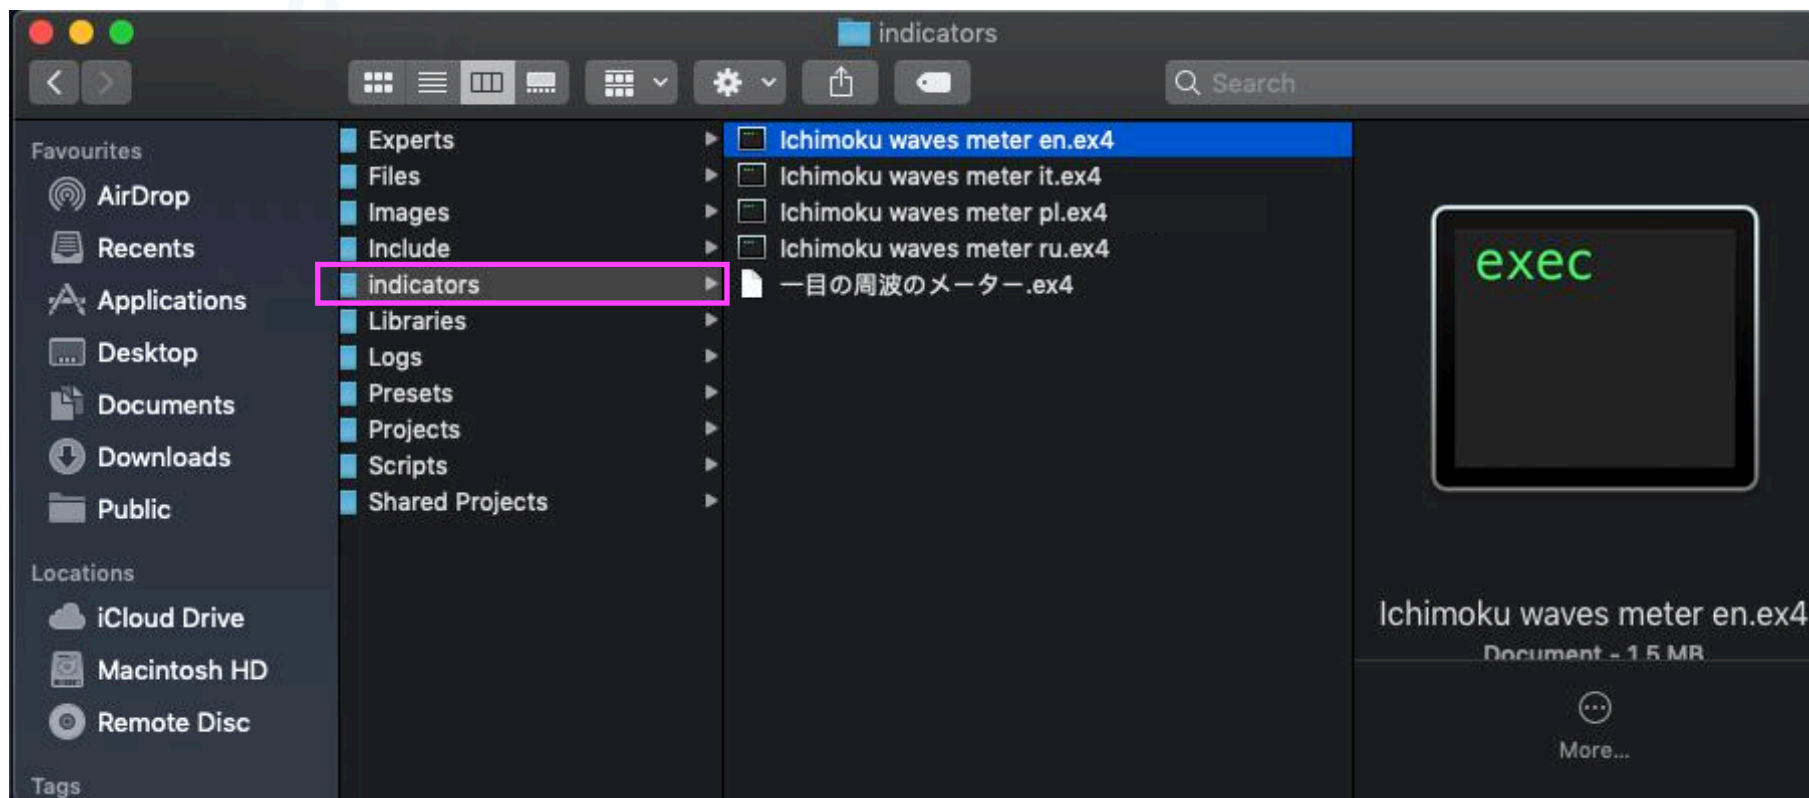 indicators
Search
Favourites
AirDrop
Recents
Applications
Desktop
Documents
Downloads
Public
Locations
iCloud Drive
Macintosh HD
Remote Disc
Tags
Experts
Files
Images
Include
indicators
Libraries
Logs
Presets
Projects
Scripts
Shared Projects
Ichimoku waves meter en.ex4
Ichimoku waves meter it.ex4
Ichimoku waves meter pl.ex4
Ichimoku waves meter ru.ex4
一目の周波のメーター.ex4
exec
Ichimoku waves meter en.ex4
Document - 1.5 MB
More...